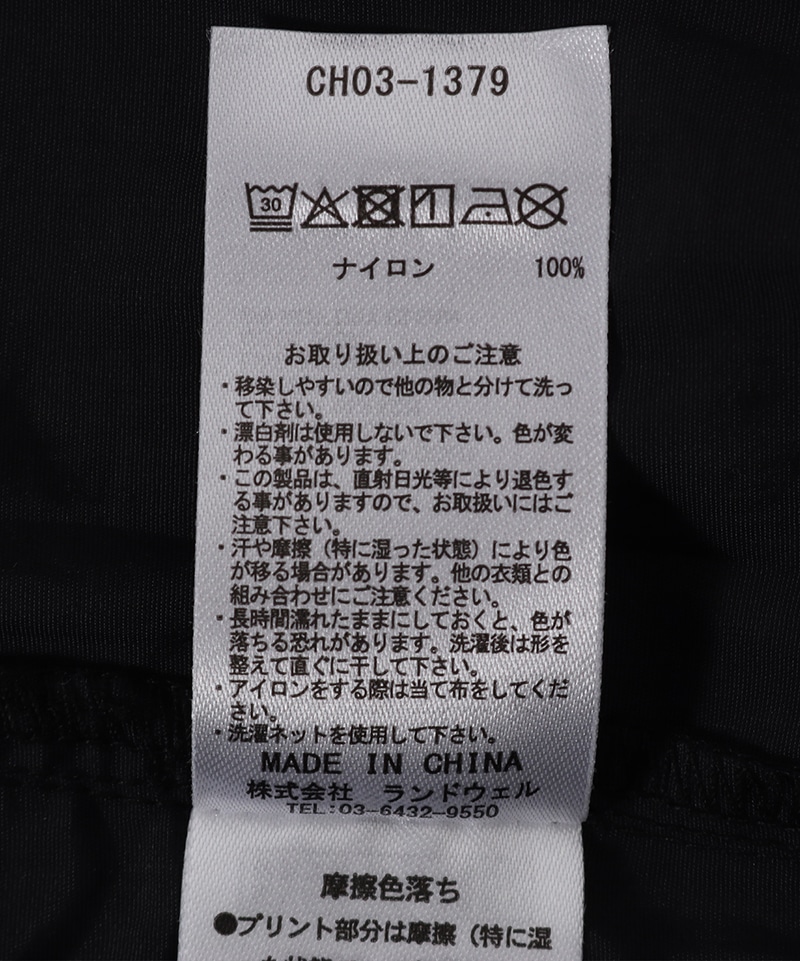 CH03-1379
30
ナイロン 100%
お取り扱い上のご注意
・移染しやすいので他の物と分けて洗っ
て下さい。
・漂白剤は使用しないで下さい。色が変
わる事があります。
・この製品は、直射日光等により退色す
る事がありますので、お取扱いにはご
注意下さい。
・汗や摩擦（特に湿った状態）により色
が移る場合があります。他の衣類との
組み合わせにご注意ください。
・長時間濡れたままにしておくと、色が
落ちる恐れがあります。洗濯後は形を
整えて直ぐに干して下さい。
・アイロンをする際は当て布をしてくだ
さい。
・洗濯ネットを使用して下さい。
MADE IN CHINA
株式会社 ランドウェル
TEL:03-6432-9550
摩擦色落ち
●プリント部分は摩擦（特に湿